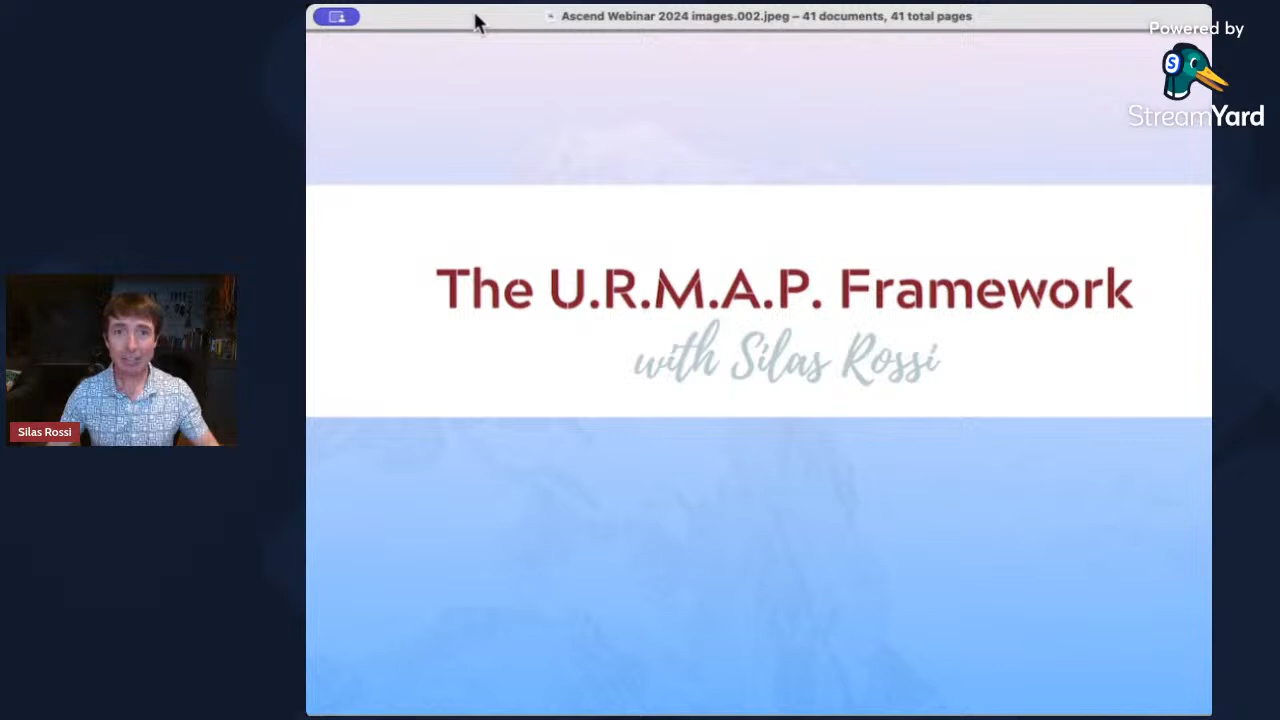 Ascend Webinar 2024 images.002.jpeg – 41 documents, 41 total pages
Powered by
S
StreamYard
The U.R.M.A.P. Framework
with Silas Rossi
Silas Rossi